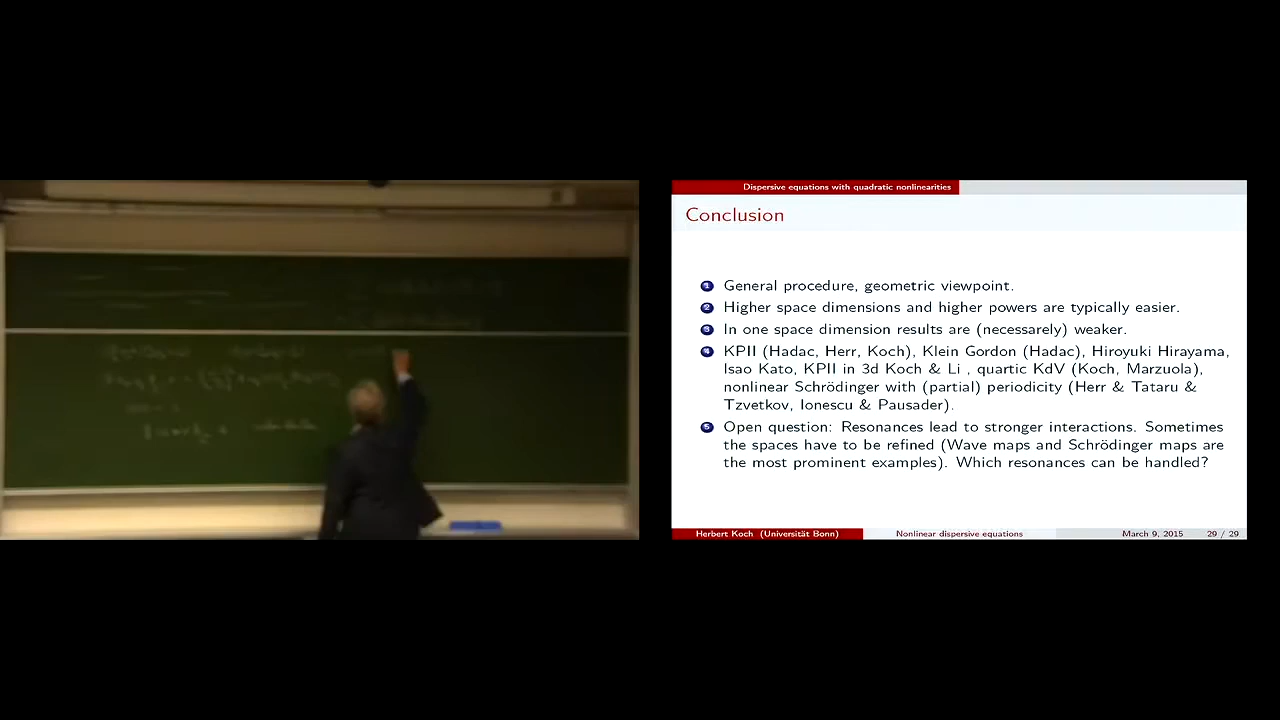 Dispersive equations with quadratic nonlinearities
Conclusion
1 General procedure, geometric viewpoint.
2 Higher space dimensions and higher powers are typically easier.
3 In one space dimension results are (necessarely) weaker.
4 KPII (Hadac, Herr, Koch), Klein Gordon (Hadac), Hiroyuki Hirayama,
Isao Kato, KPII in 3d Koch & Li , quartic KdV (Koch, Marzuola),
nonlinear Schrödinger with (partial) periodicity (Herr & Tataru &
Tzvetkov, Ionescu & Pausader).
5 Open question: Resonances lead to stronger interactions. Sometimes
the spaces have to be refined (Wave maps and Schrödinger maps are
the most prominent examples). Which resonances can be handled?
Herbert Koch (Universität Bonn)
Nonlinear dispersive equations
March 9, 2015
29 / 29